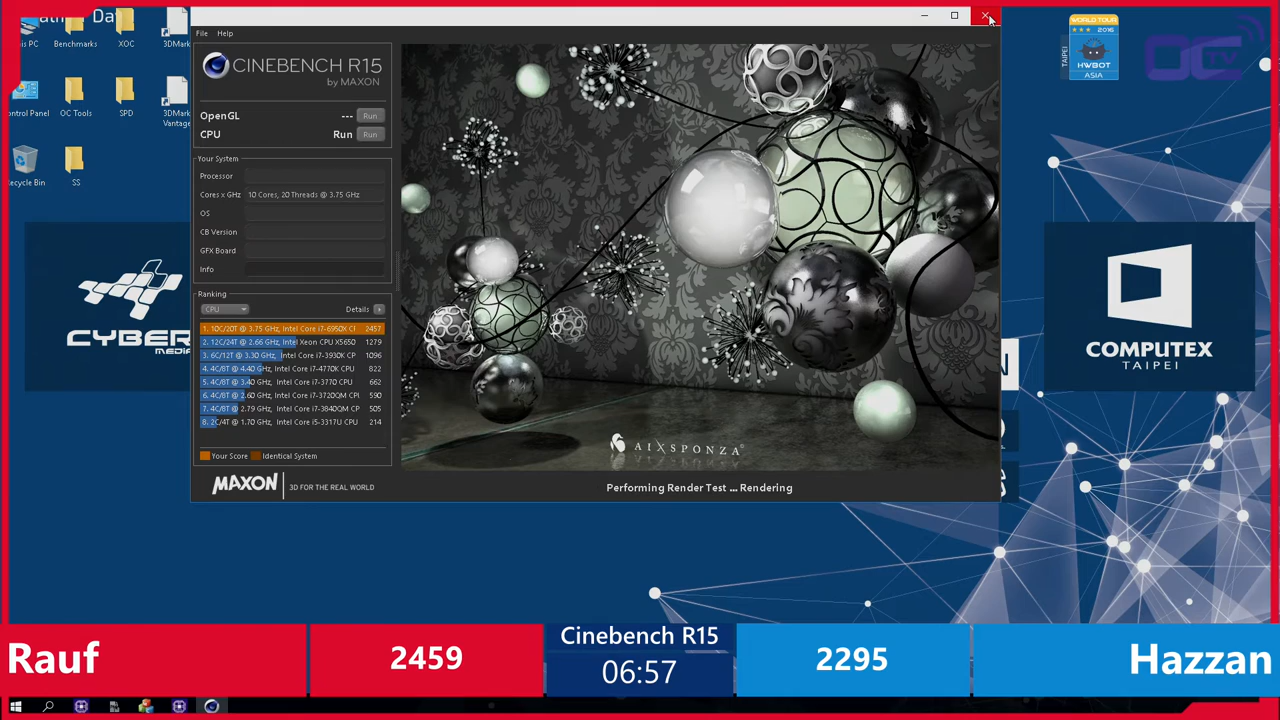 This PC
Benchmarks
XOC
3DMark
Control Panel
OC Tools
SPD
3DMark
Vantage
Recycle Bin
SS
File Help
CINEBENCH R15
by MAXON
OpenGL --- Run
CPU Run Run
Your System
Processor
Cores x GHz 10 Cores, 20 Threads @ 3.75 GHz
OS
CB Version
GFX Board
Info
Ranking
CPU Details
1. 10C/20T @ 3.75 GHz, Intel Core i7-6950X CF 2457
2. 12C/24T @ 2.66 GHz, Intel Xeon CPU X5650 1279
3. 6C/12T @ 3.30 GHz, Intel Core i7-3930K CP 1096
4. 4C/8T @ 4.40 GHz, Intel Core i7-4770K CPU 822
5. 4C/8T @ 3.40 GHz, Intel Core i7-3770 CPU 662
6. 4C/8T @ 2.60 GHz, Intel Core i7-3720QM CPI 590
7. 4C/8T @ 2.79 GHz, Intel Core i7-3840QM CP 505
8. 2C/4T @ 1.70 GHz, Intel Core i5-3317U CPU 214
Your Score Identical System
MAXON 3D FOR THE REAL WORLD
AIXSPONZA
Performing Render Test ... Rendering
CYBER
MEDIA
TAIPEI
WORLD TOUR
2016
HWBOT
ASIA
OCTV
COMPUTEX
TAIPEI
Rauf 2459 Cinebench R15 2295 Hazzan
06:57